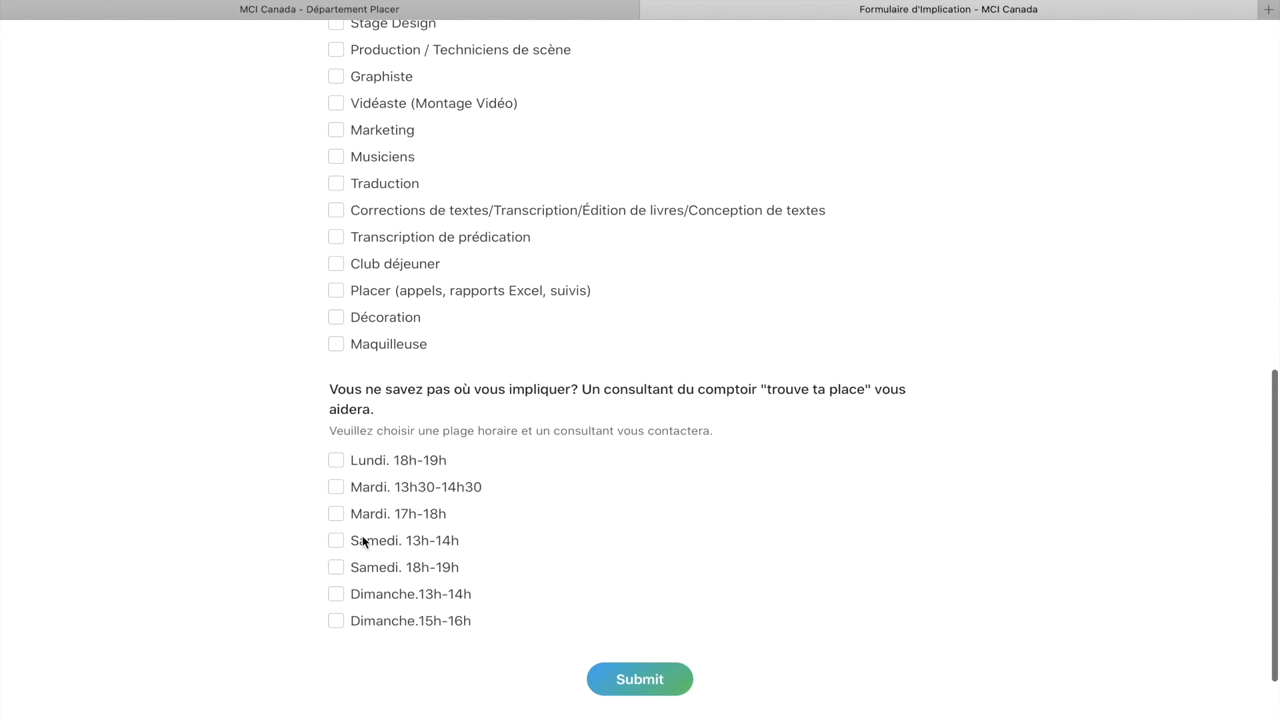 MCI Canada - Département Placer
Formulaire d'Implication - MCI Canada
Stage Design
Production / Techniciens de scène
Graphiste
Vidéaste (Montage Vidéo)
Marketing
Musiciens
Traduction
Corrections de textes/Transcription/Édition de livres/Conception de textes
Transcription de prédication
Club déjeuner
Placer (appels, rapports Excel, suivis)
Décoration
Maquilleuse
Vous ne savez pas où vous impliquer? Un consultant du comptoir "trouve ta place" vous
aidera.
Veuillez choisir une plage horaire et un consultant vous contactera.
Lundi. 18h-19h
Mardi. 13h30-14h30
Mardi. 17h-18h
Samedi. 13h-14h
Samedi. 18h-19h
Dimanche.13h-14h
Dimanche.15h-16h
Submit